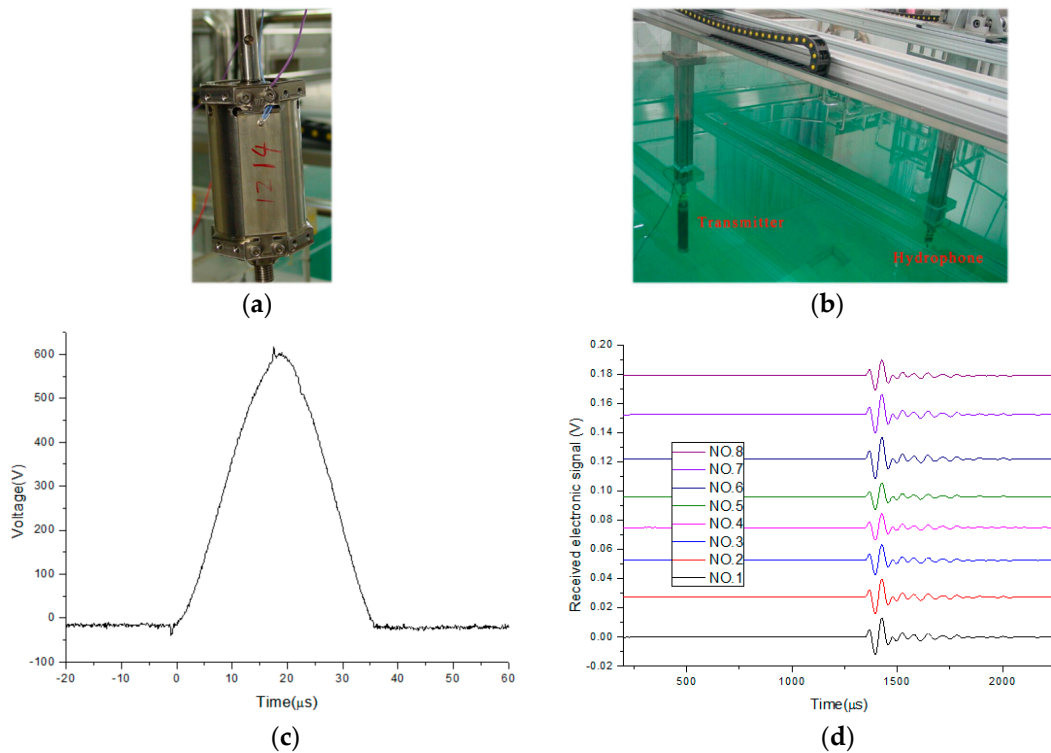 1214
Transmitter
Hydrophone
(a)
(b)
600
500
400
300
200
100
0
-100
Voltage(V)
-20
-10
0
10
20
30
40
50
60
Time(μs)
(c)
0.20
0.18
0.16
0.14
0.12
0.10
0.08
0.06
0.04
0.02
0.00
-0.02
Received electronic signal (V)
NO.8
NO.7
NO.6
NO.5
NO.4
NO.3
NO.2
NO.1
500
1000
1500
2000
Time(μs)
(d)